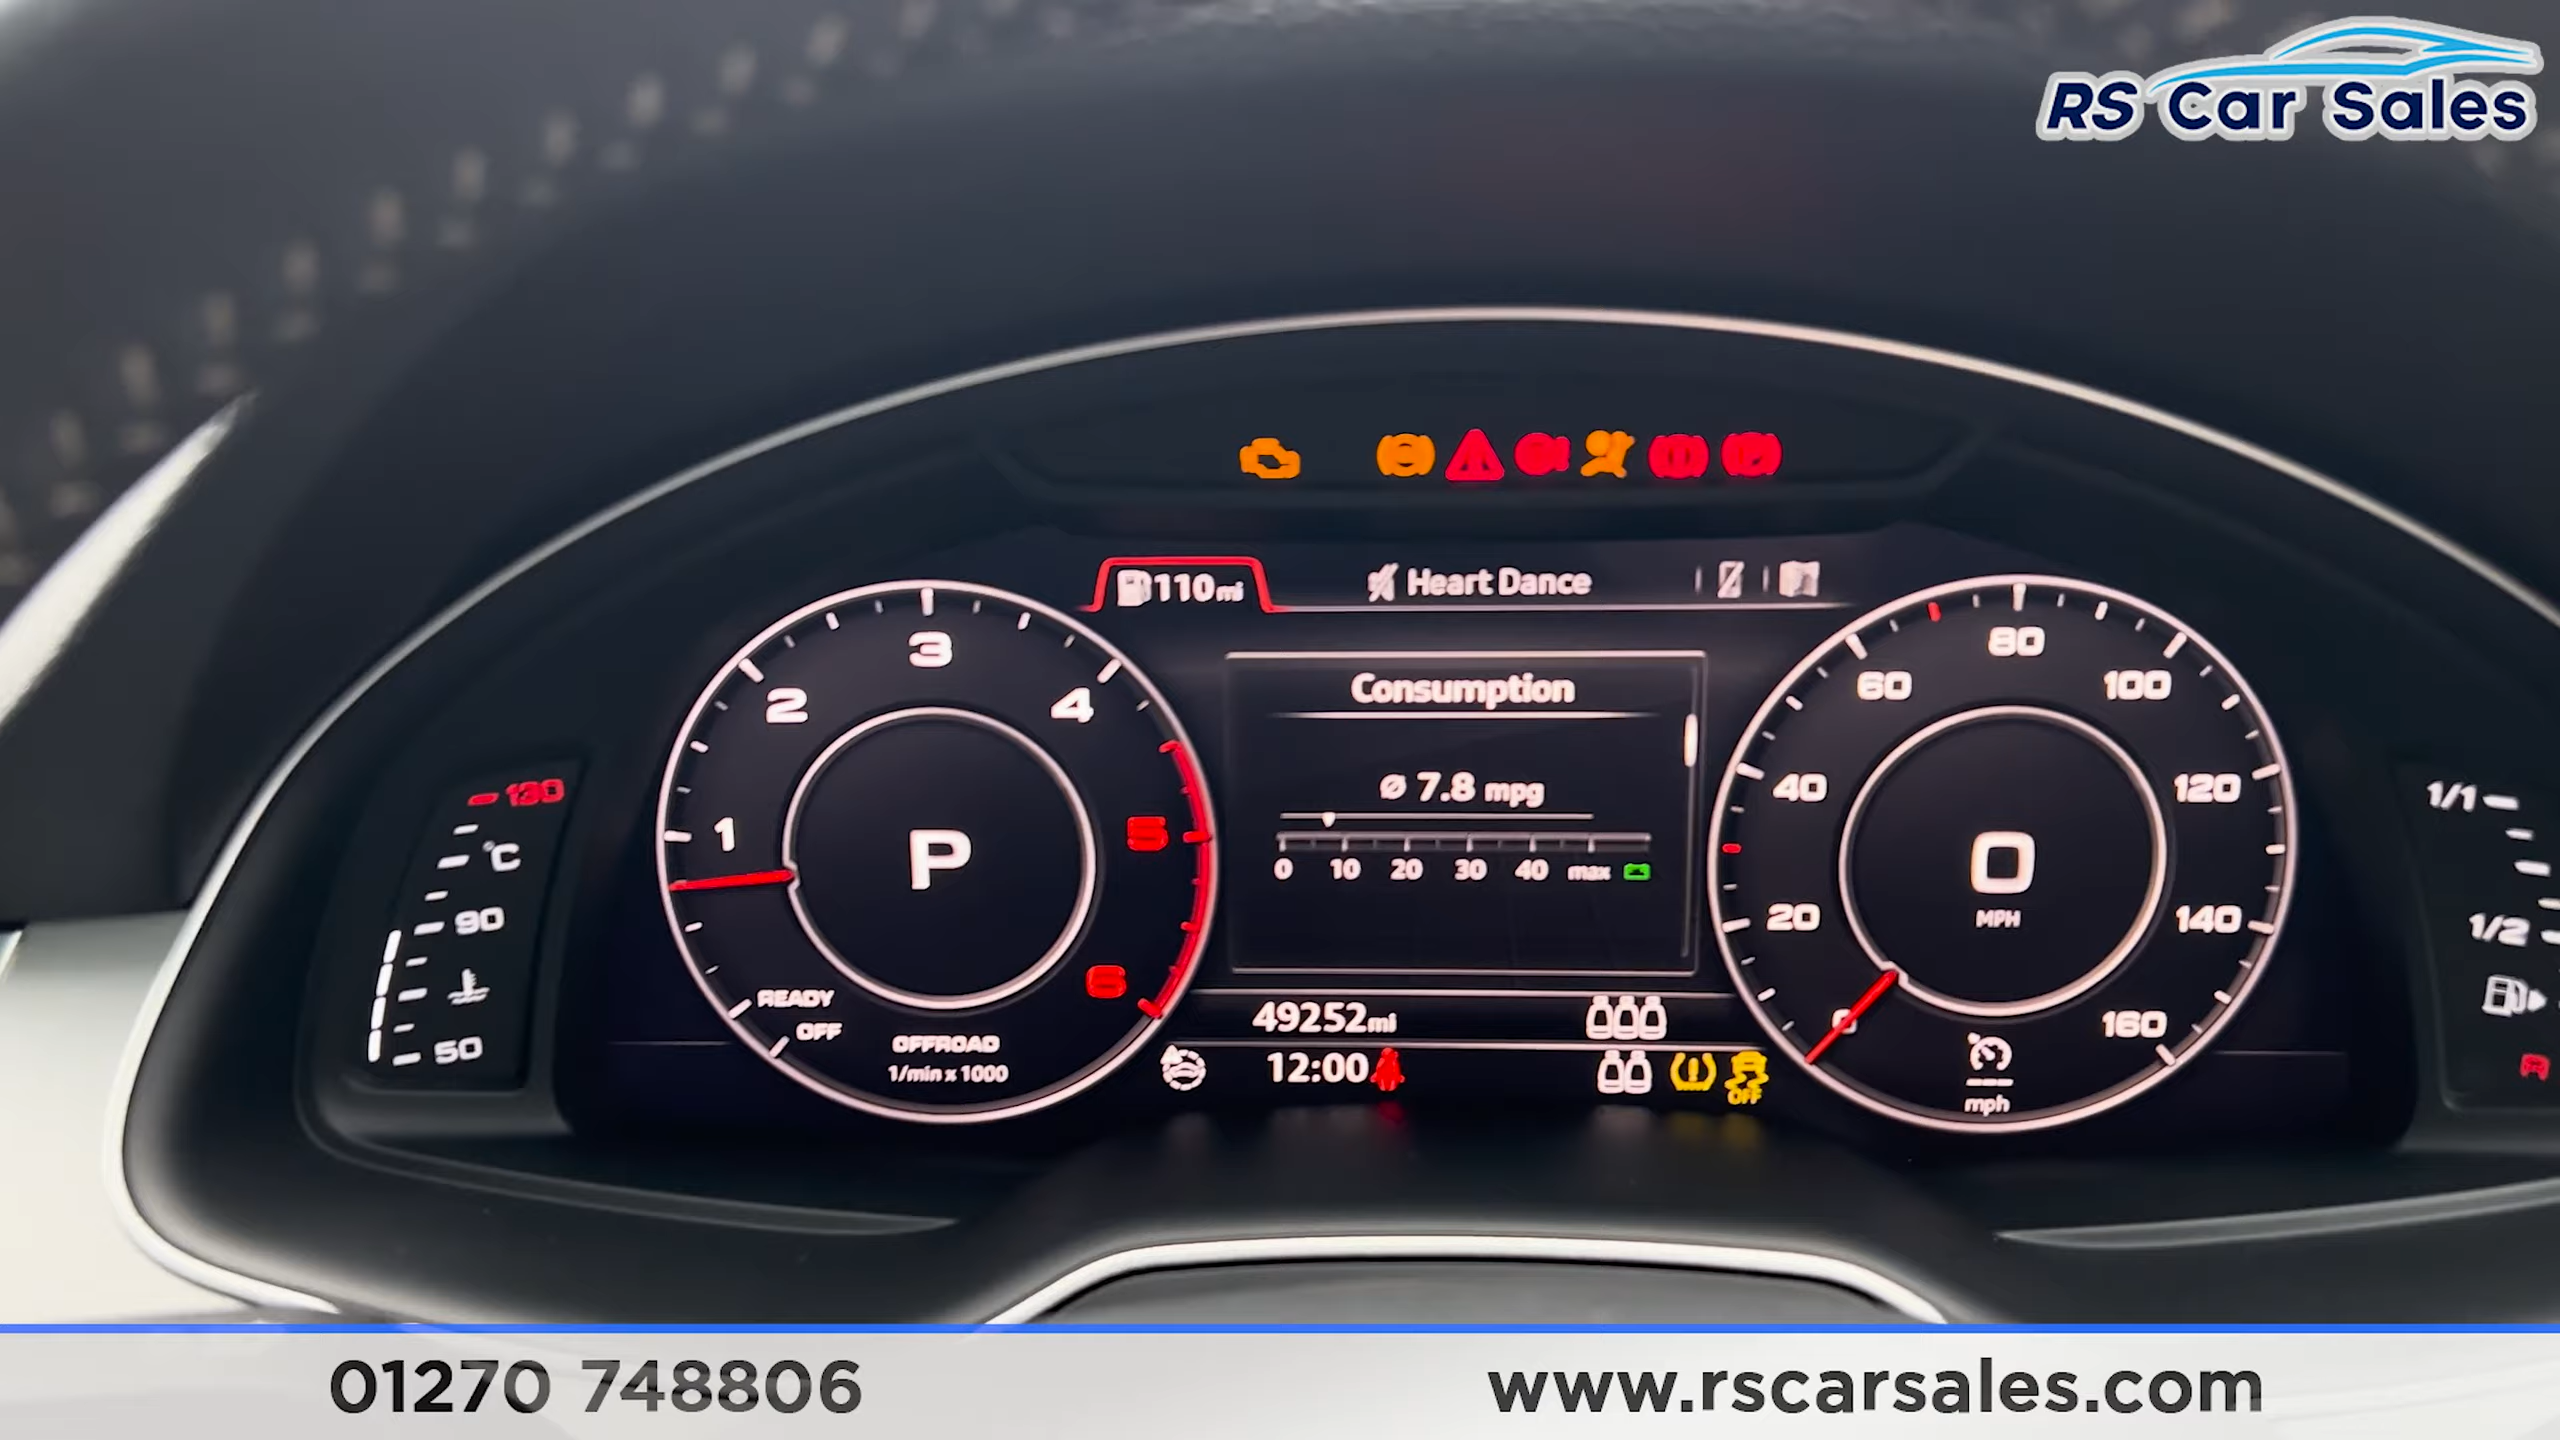 RS Car Sales
110mi
Heart Dance
Consumption
ø 7.8 mpg
0 10 20 30 40 max
49252mi
12:00
OFF
1 2 3 4 5 6
P
READY
OFF
OFFROAD
1/min x 1000
130
°C
90
50
0 20 40 60 80 100 120 140 160
0
MPH
mph
1/1
1/2
01270 748806
www.rscarsales.com